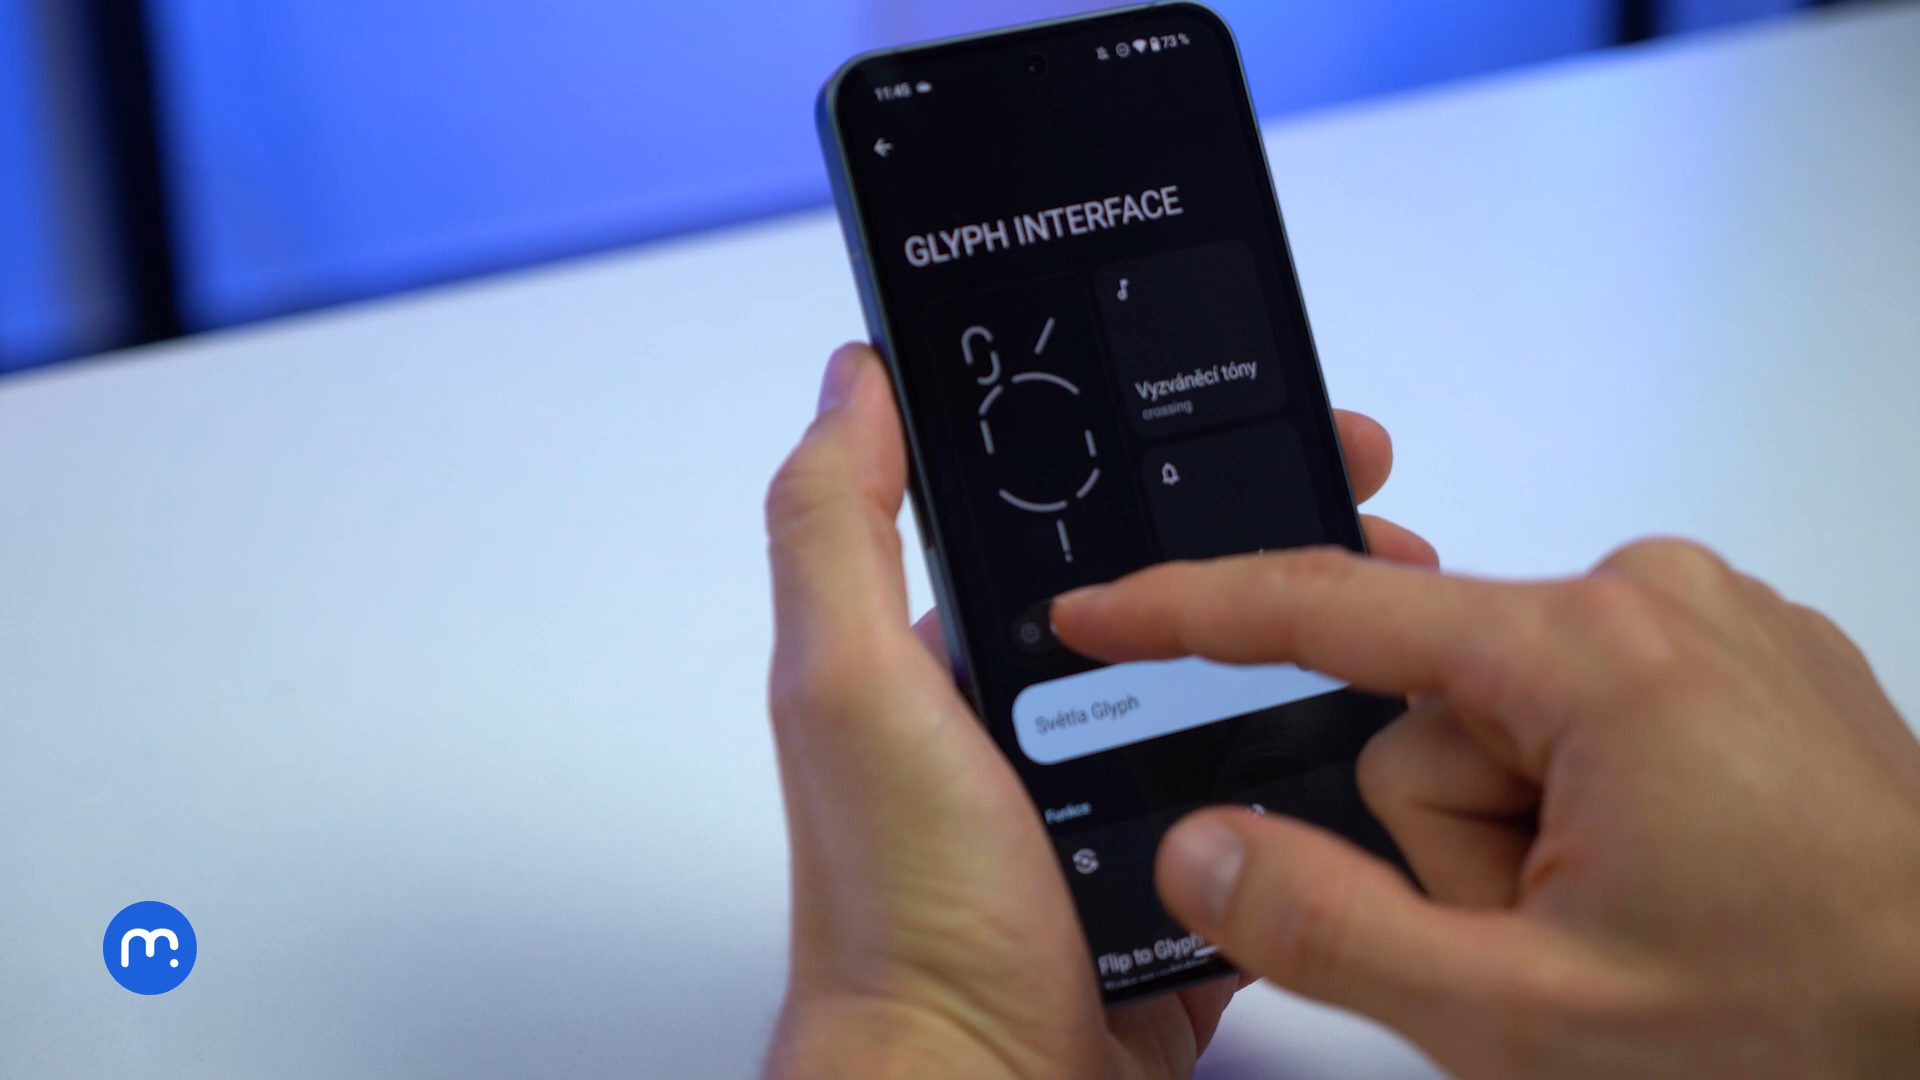 11:45
73 %
GLYPH INTERFACE
Vyzváněcí tóny
crossing
Světla Glyph
Funkce
Flip to Glyph
m.